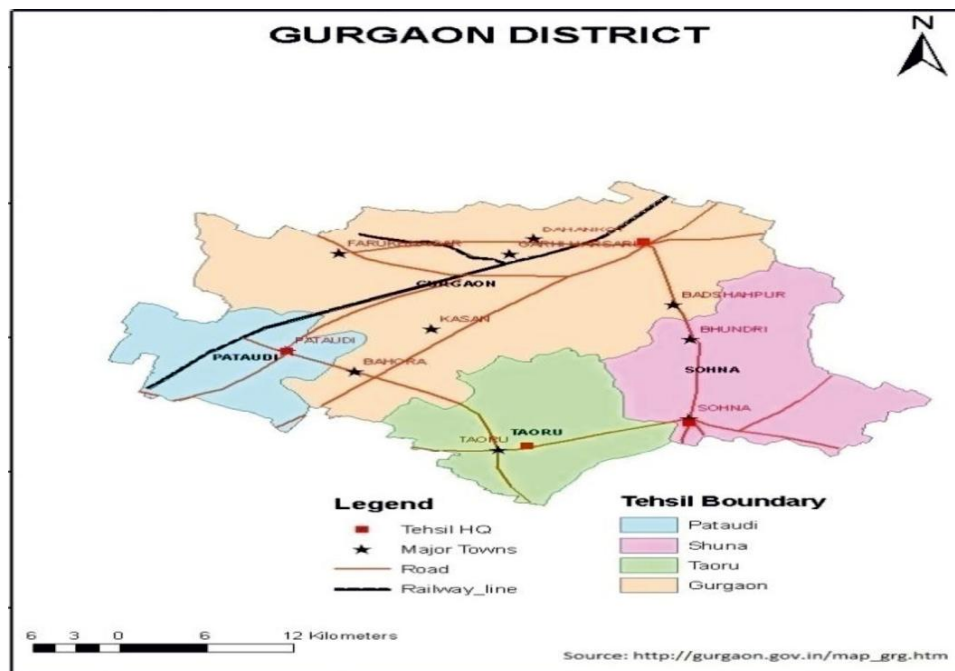 GURGAON DISTRICT
N
DAHANKO
FARUKHNAGAR
GARHI HARSARU
GURGAON
BADSHAHPUR
KASAN
BHUNDRI
PATAUDI
PATAUDI
BAHORA
SOHNA
SOHNA
TAORU
TAORU
Legend
Tehsil HQ
Major Towns
Road
Railway_line
Tehsil Boundary
Pataudi
Shuna
Taoru
Gurgaon
6 3 0 6 12 Kilometers
Source: http://gurgaon.gov.in/map_grg.htm